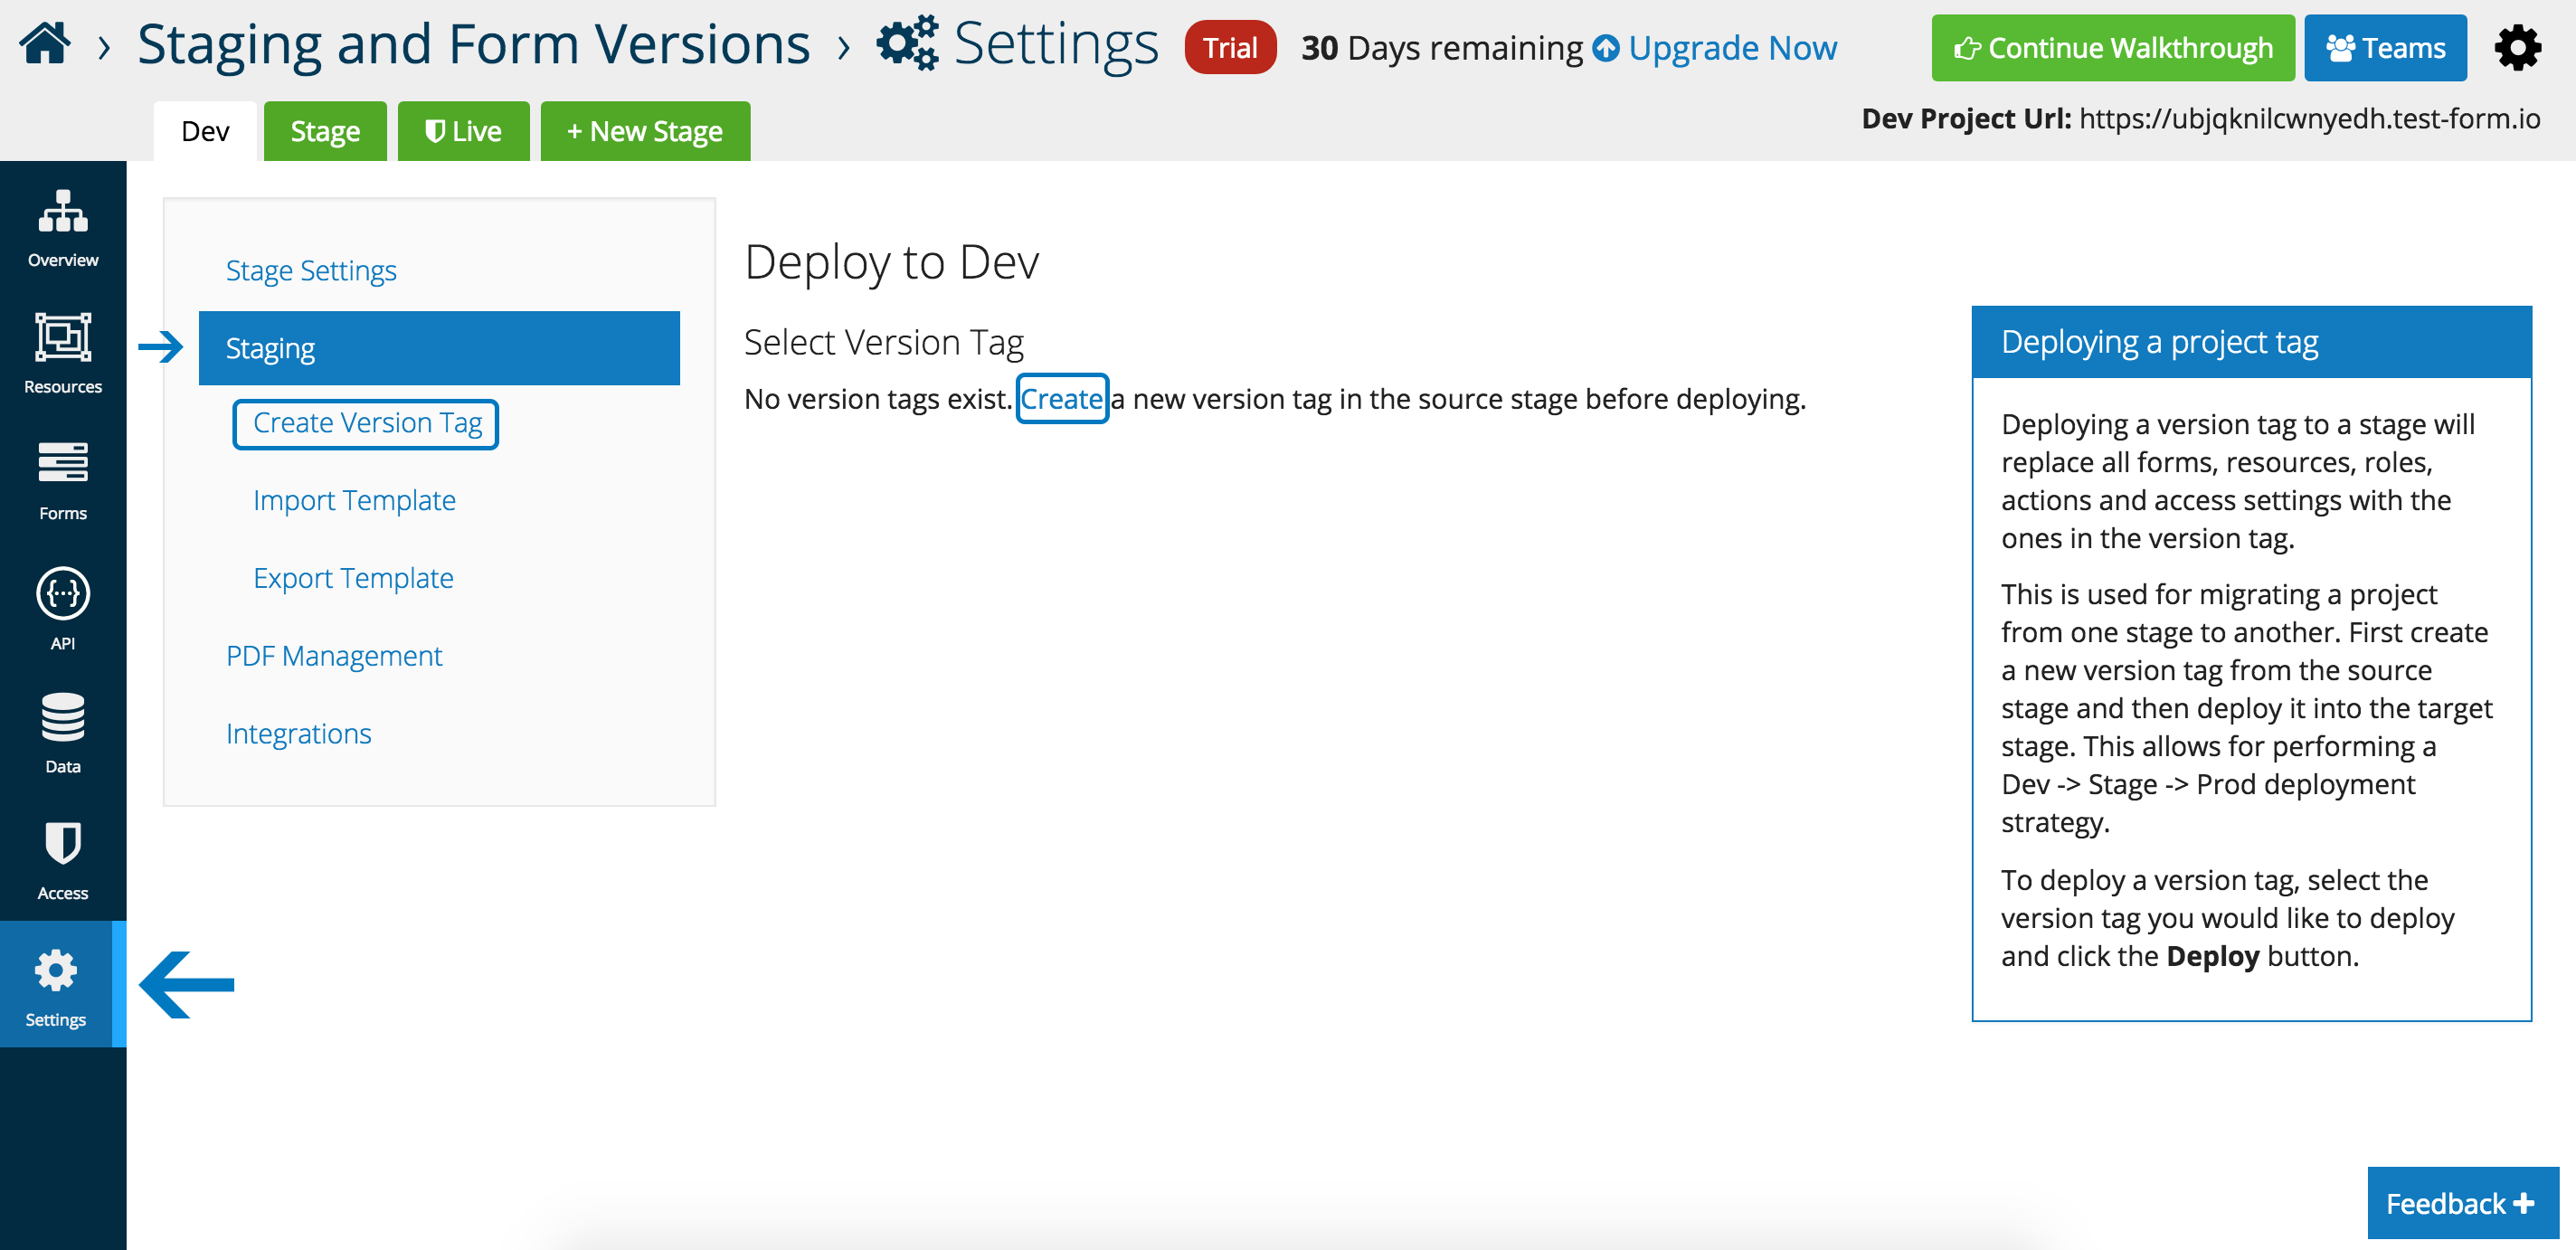 › Staging and Form Versions › Settings Trial 30 Days remaining Upgrade Now Continue Walkthrough Teams
Dev Stage Live + New Stage
Dev Project Url: https://ubjqknilcwnyedh.test-form.io
Overview
Resources
Forms
API
Data
Access
Settings
Stage Settings
Staging
Create Version Tag
Import Template
Export Template
PDF Management
Integrations
Deploy to Dev
Select Version Tag
No version tags exist. Create a new version tag in the source stage before deploying.
Deploying a project tag
Deploying a version tag to a stage will
replace all forms, resources, roles,
actions and access settings with the
ones in the version tag.
This is used for migrating a project
from one stage to another. First create
a new version tag from the source
stage and then deploy it into the target
stage. This allows for performing a
Dev -> Stage -> Prod deployment
strategy.
To deploy a version tag, select the
version tag you would like to deploy
and click the Deploy button.
Feedback +